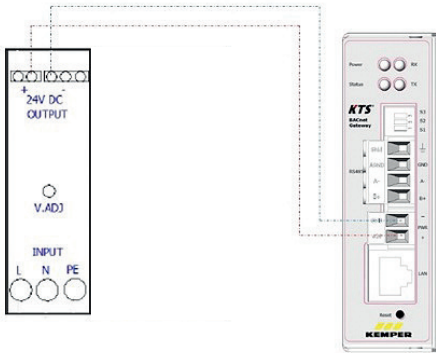 + -
24V DC
OUTPUT
V.ADJ
INPUT
L N PE
Power RX
Status TX
KTS
BACnet
Gateway
S3
S2
S1
RS485
GND
A-
B+
-
PWR
+
LAN
Reset
KEMPER